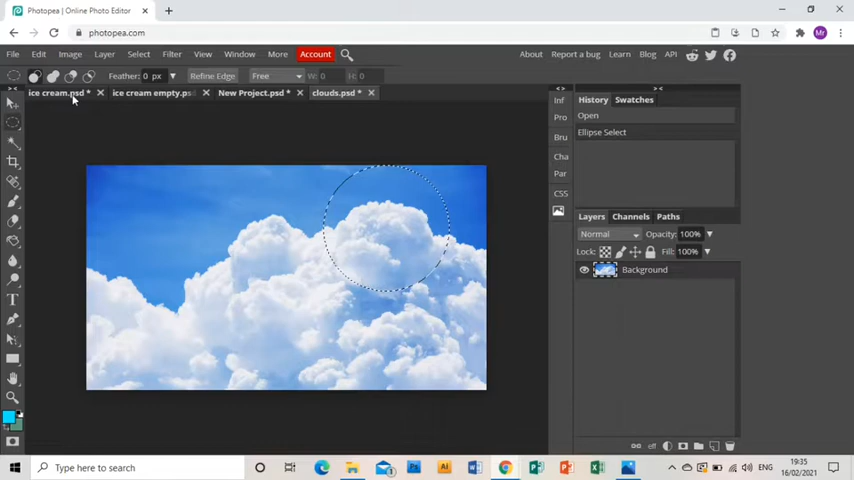 Photopea | Online Photo Editor
photopea.com
Mr
File Edit Image Layer Select Filter View Window More Account
About Report a bug Learn Blog API
Feather: 0 px Refine Edge Free W: 0 H: 0
ice cream.psd * ice cream empty.ps New Project.psd * clouds.psd *
Inf
Pro
Bru
Cha
Par
CSS
History Swatches
Open
Ellipse Select
Layers Channels Paths
Normal Opacity: 100%
Lock: Fill: 100%
Background
eff
Type here to search
ENG
19:35
16/02/2021